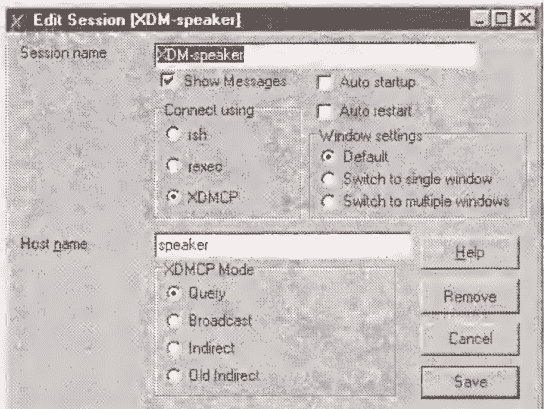 X Edit Session [XDM-speaker]
Session name XDM-speaker
Show Messages
Auto startup
Connect using
Auto restart
rsh
rexec
XDMCP
Window settings
Default
Switch to single window
Switch to multiple windows
Host name speaker
XDMCP Mode
Query
Broadcast
Indirect
Old Indirect
Help
Remove
Cancel
Save